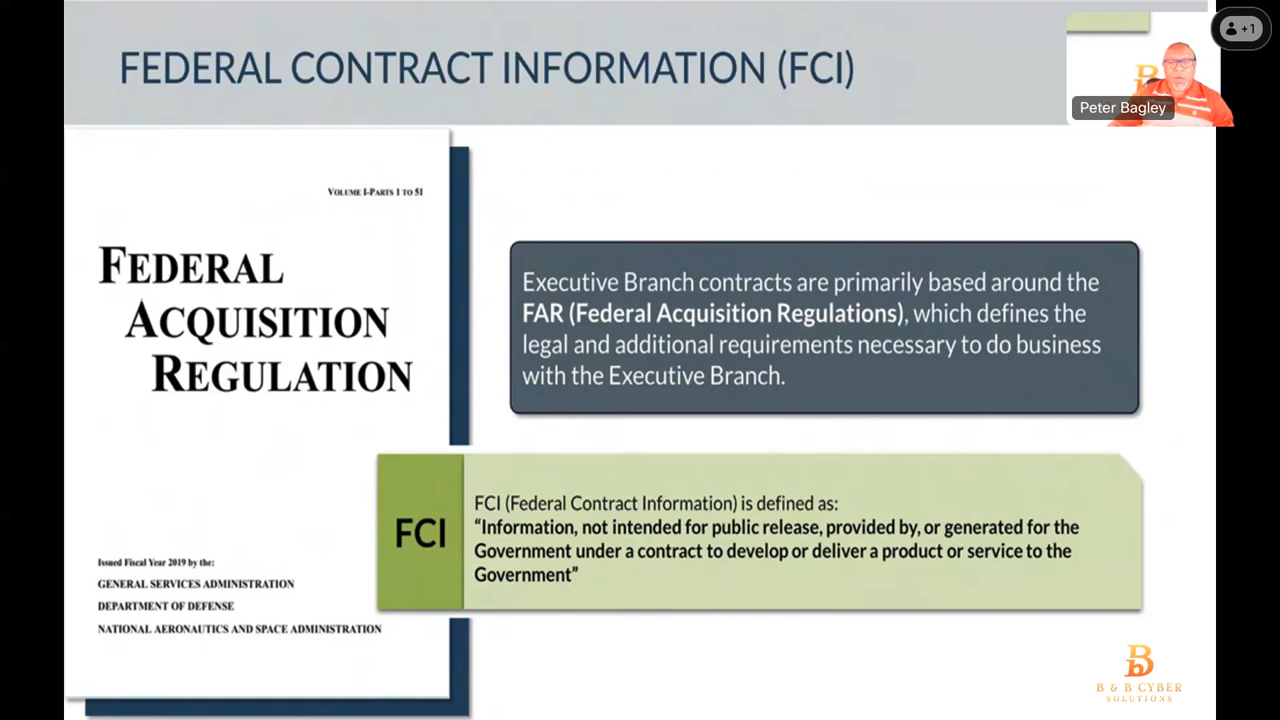 FEDERAL CONTRACT INFORMATION (FCI)
+1
Peter Bagley
VOLUME I-PARTS 1 TO 51
FEDERAL
ACQUISITION
REGULATION
Executive Branch contracts are primarily based around the
FAR (Federal Acquisition Regulations), which defines the
legal and additional requirements necessary to do business
with the Executive Branch.
FCI
FCI (Federal Contract Information) is defined as:
“Information, not intended for public release, provided by, or generated for the
Government under a contract to develop or deliver a product or service to the
Government”
Issued Fiscal Year 2019 by the:
GENERAL SERVICES ADMINISTRATION
DEPARTMENT OF DEFENSE
NATIONAL AERONAUTICS AND SPACE ADMINISTRATION
B & B CYBER
SOLUTIONS